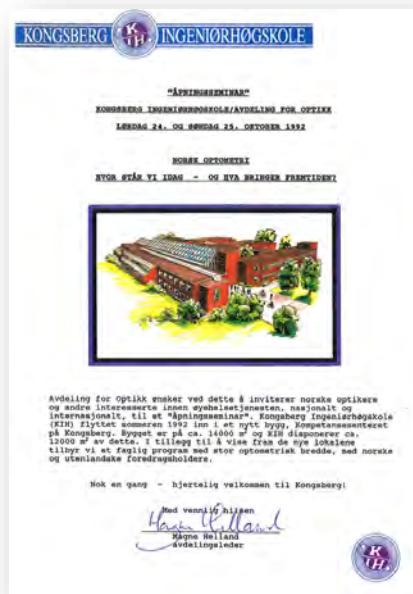 KONGSBERG KIH INGENIØRHØGSKOLE
"ÅPNINGSSEMINAR"
KONGSBERG INGENIØRHØGSKOLE/AVDELING FOR OPTIKK
LØRDAG 24. OG SØNDAG 25. OKTOBER 1992
NORSK OPTOMETRI
HVOR STÅR VI IDAG - OG HVA BRINGER FREMTIDEN?
Avdeling for Optikk ønsker ved dette å inviterer norske optikere
og andre interesserte innen øyehelsetjenesten, nasjonalt og
internasjonalt, til et "Åpningsseminar". Kongsberg Ingeniørhøgskole
(KIH) flyttet sommeren 1992 inn i et nytt bygg, Kompetansesenteret
på Kongsberg. Bygget er på ca. 16000 m² og KIH disponerer ca.
12000 m² av dette. I tillegg til å vise fram de nye lokalene
tilbyr vi et faglig program med stor optometrisk bredde, med norske
og utenlandske foredragsholdere.
Nok en gang - hjertelig velkommen til Kongsberg!
Med vennlig hilsen
Magne Helland
Magne Helland
avdelingsleder
KIH